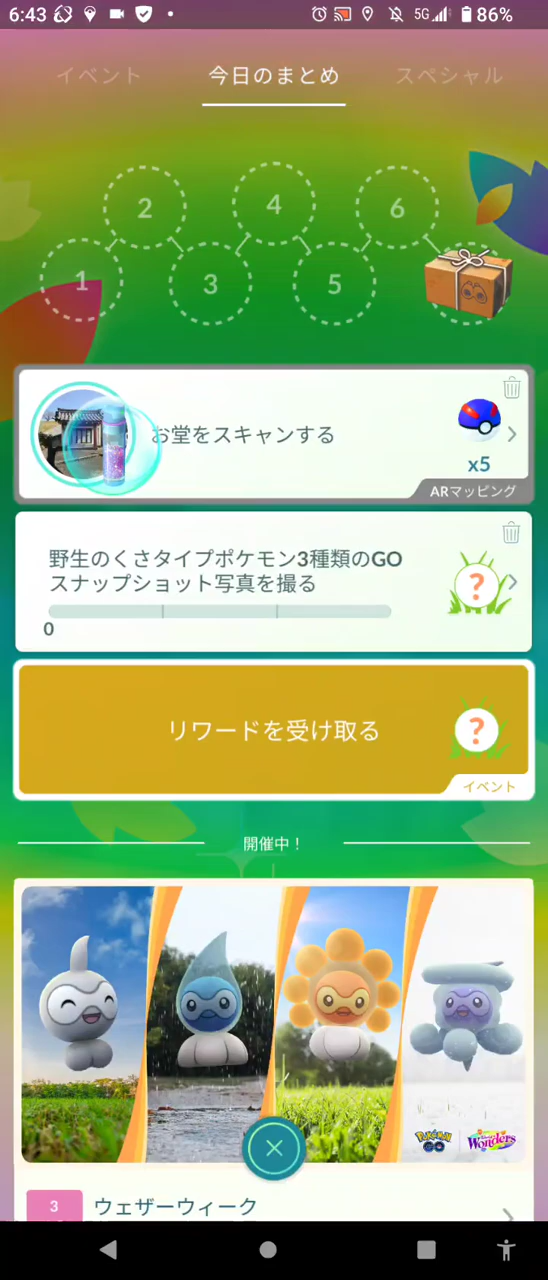 6:43
5G
86%
イベント
今日のまとめ
スペシャル
2
4
6
1
3
5
お堂をスキャンする
x5
ARマッピング
野生のくさタイプポケモン3種類のGO
スナップショット写真を撮る
?
0
リワードを受け取る
?
イベント
開催中！
POKÉMON
GO
Wonders
3
ウェザーウィーク